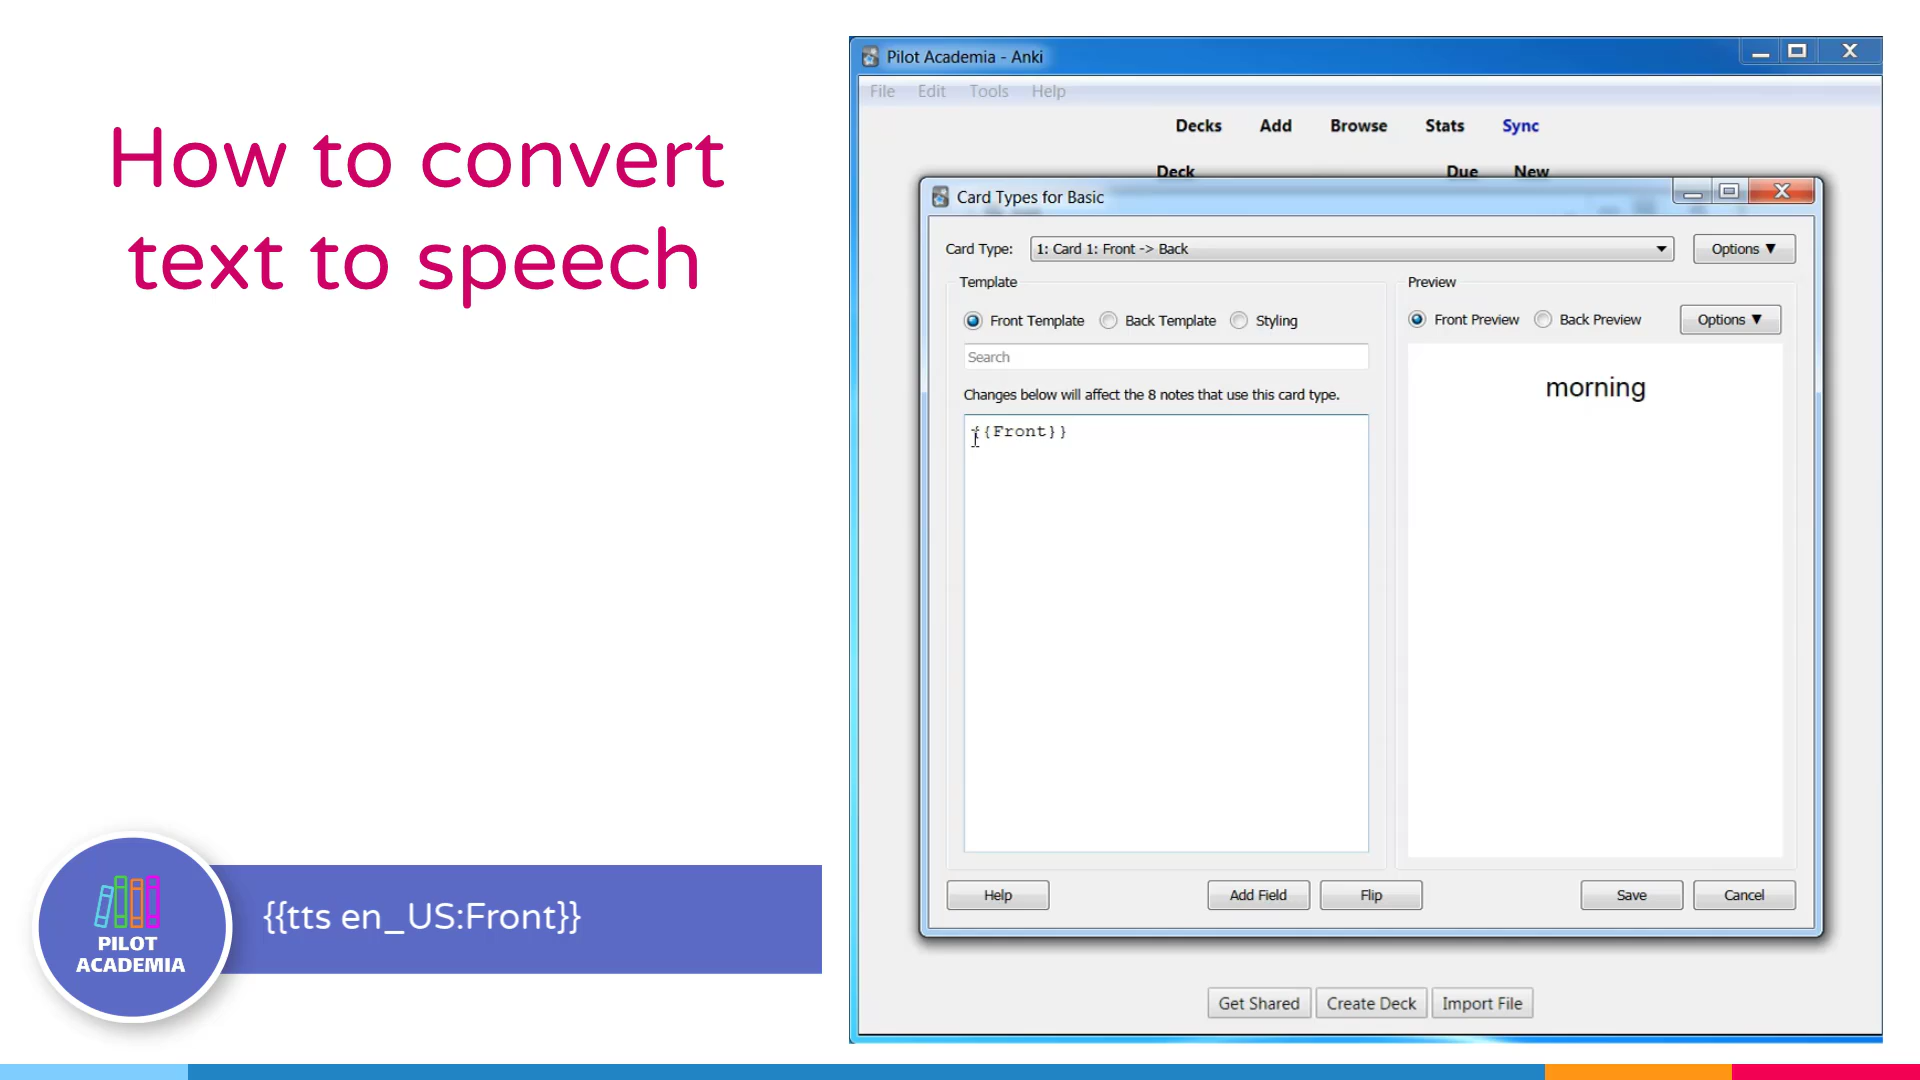 How to convert
text to speech
PILOT
ACADEMIA
{{tts en_US:Front}}
Pilot Academia - Anki
File Edit Tools Help
Decks Add Browse Stats Sync
Deck Due New
Card Types for Basic
Card Type: 1: Card 1: Front -> Back Options ▼
Template
Front Template Back Template Styling
Search
Changes below will affect the 8 notes that use this card type.
{{Front}}
Preview
Front Preview Back Preview Options ▼
morning
Help Add Field Flip Save Cancel
Get Shared Create Deck Import File